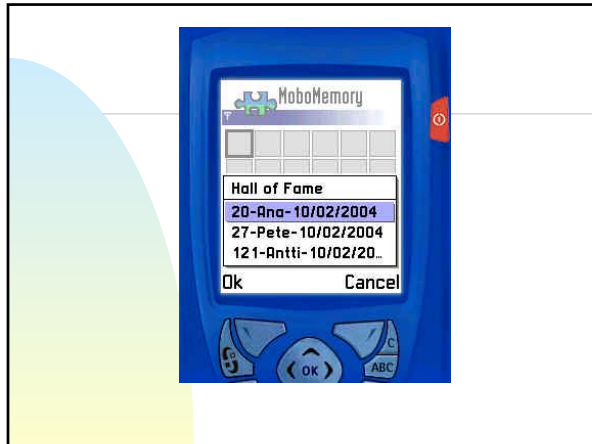 MoboMemory
Hall of Fame
20-Ana-10/02/2004
27-Pete-10/02/2004
121-Antti-10/02/20…
Ok Cancel
C
OK ABC